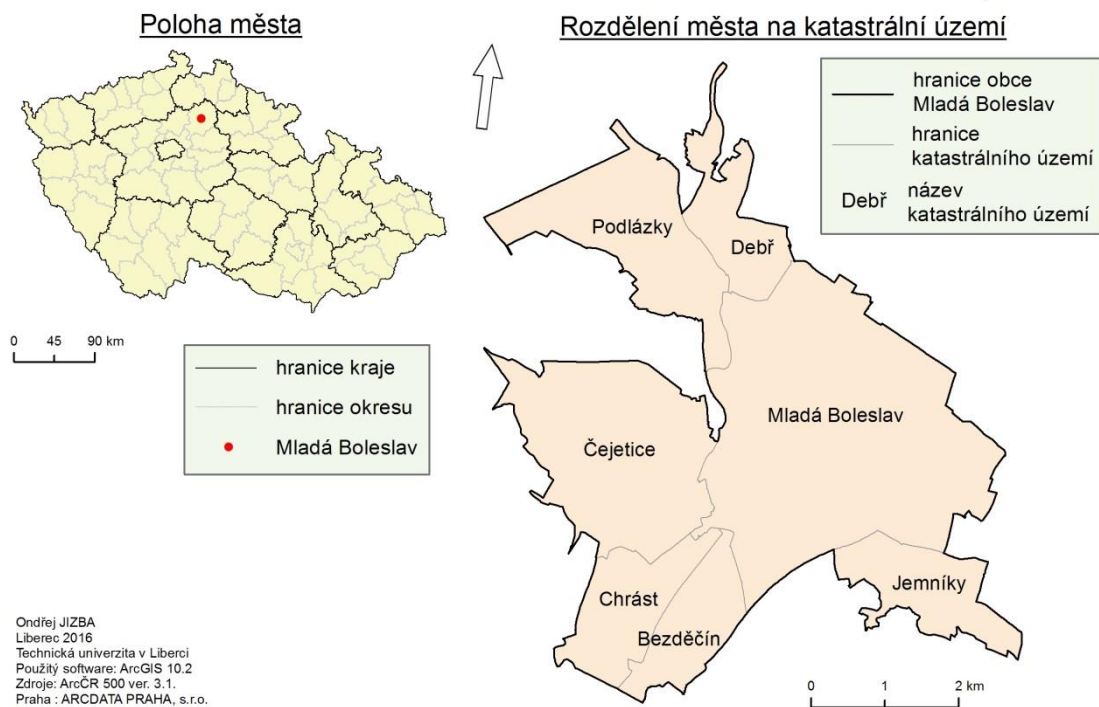 Poloha města
0 45 90 km
hranice kraje
hranice okresu
Mladá Boleslav
Ondřej JIZBA
Liberec 2016
Technická univerzita v Liberci
Použitý software: ArcGIS 10.2
Zdroje: ArcČR 500 ver. 3.1.
Praha : ARCDATA PRAHA, s.r.o.
Rozdělení města na katastrální území
hranice obce
Mladá Boleslav
hranice
katastrálního území
Debř název
katastrálního území
Podlázky
Debř
Mladá Boleslav
Čejetice
Chrást
Bezděčín
Jemníky
0 1 2 km